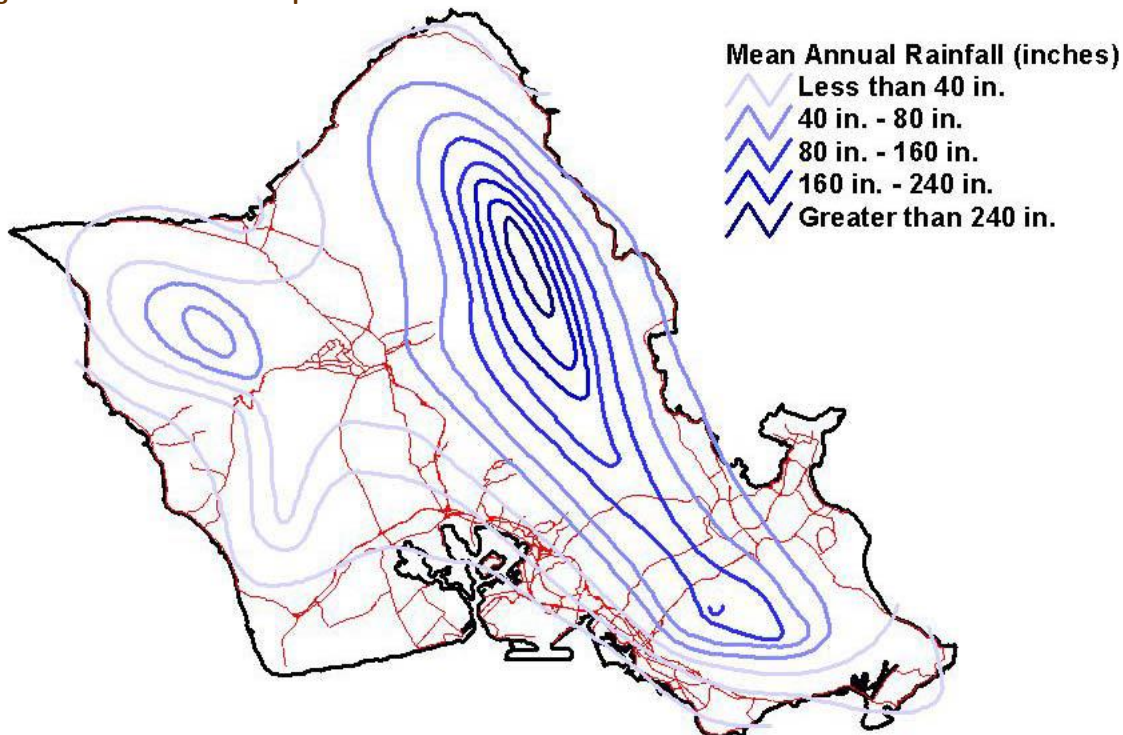 Mean Annual Rainfall (inches)
Less than 40 in.
40 in. - 80 in.
80 in. - 160 in.
160 in. - 240 in.
Greater than 240 in.